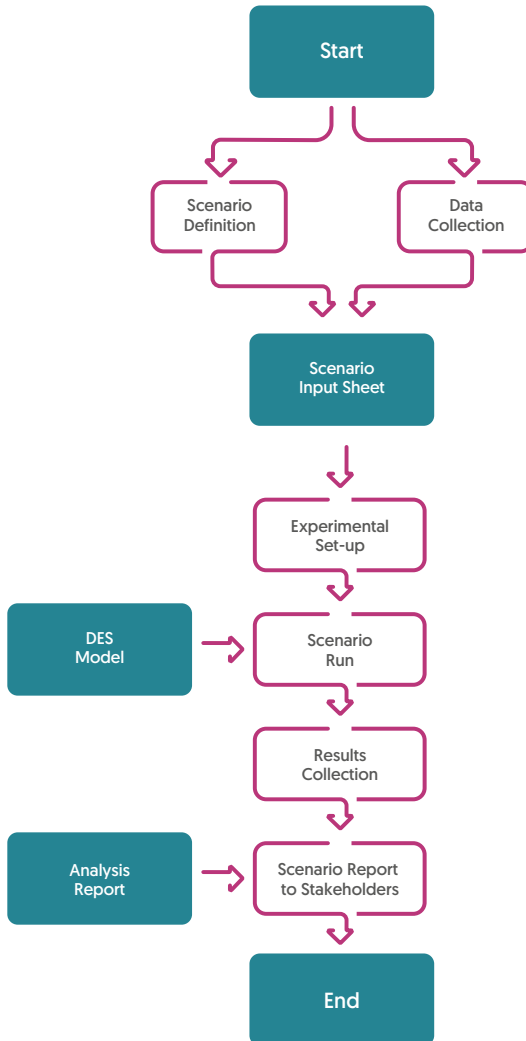 Start
Scenario
Definition
Data
Collection
Scenario
Input Sheet
Experimental
Set-up
DES
Model
Scenario
Run
Results
Collection
Analysis
Report
Scenario Report
to Stakeholders
End